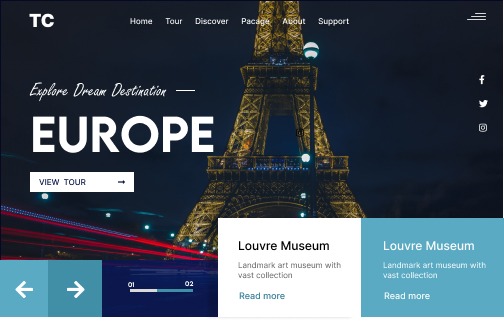 TC
Home Tour Discover Pacage About Support
Explore Dream Destination
EUROPE
VIEW TOUR
Louvre Museum
Landmark art museum with
vast collection
Read more
Louvre Museum
Landmark art museum with
vast collection
Read more
01 02